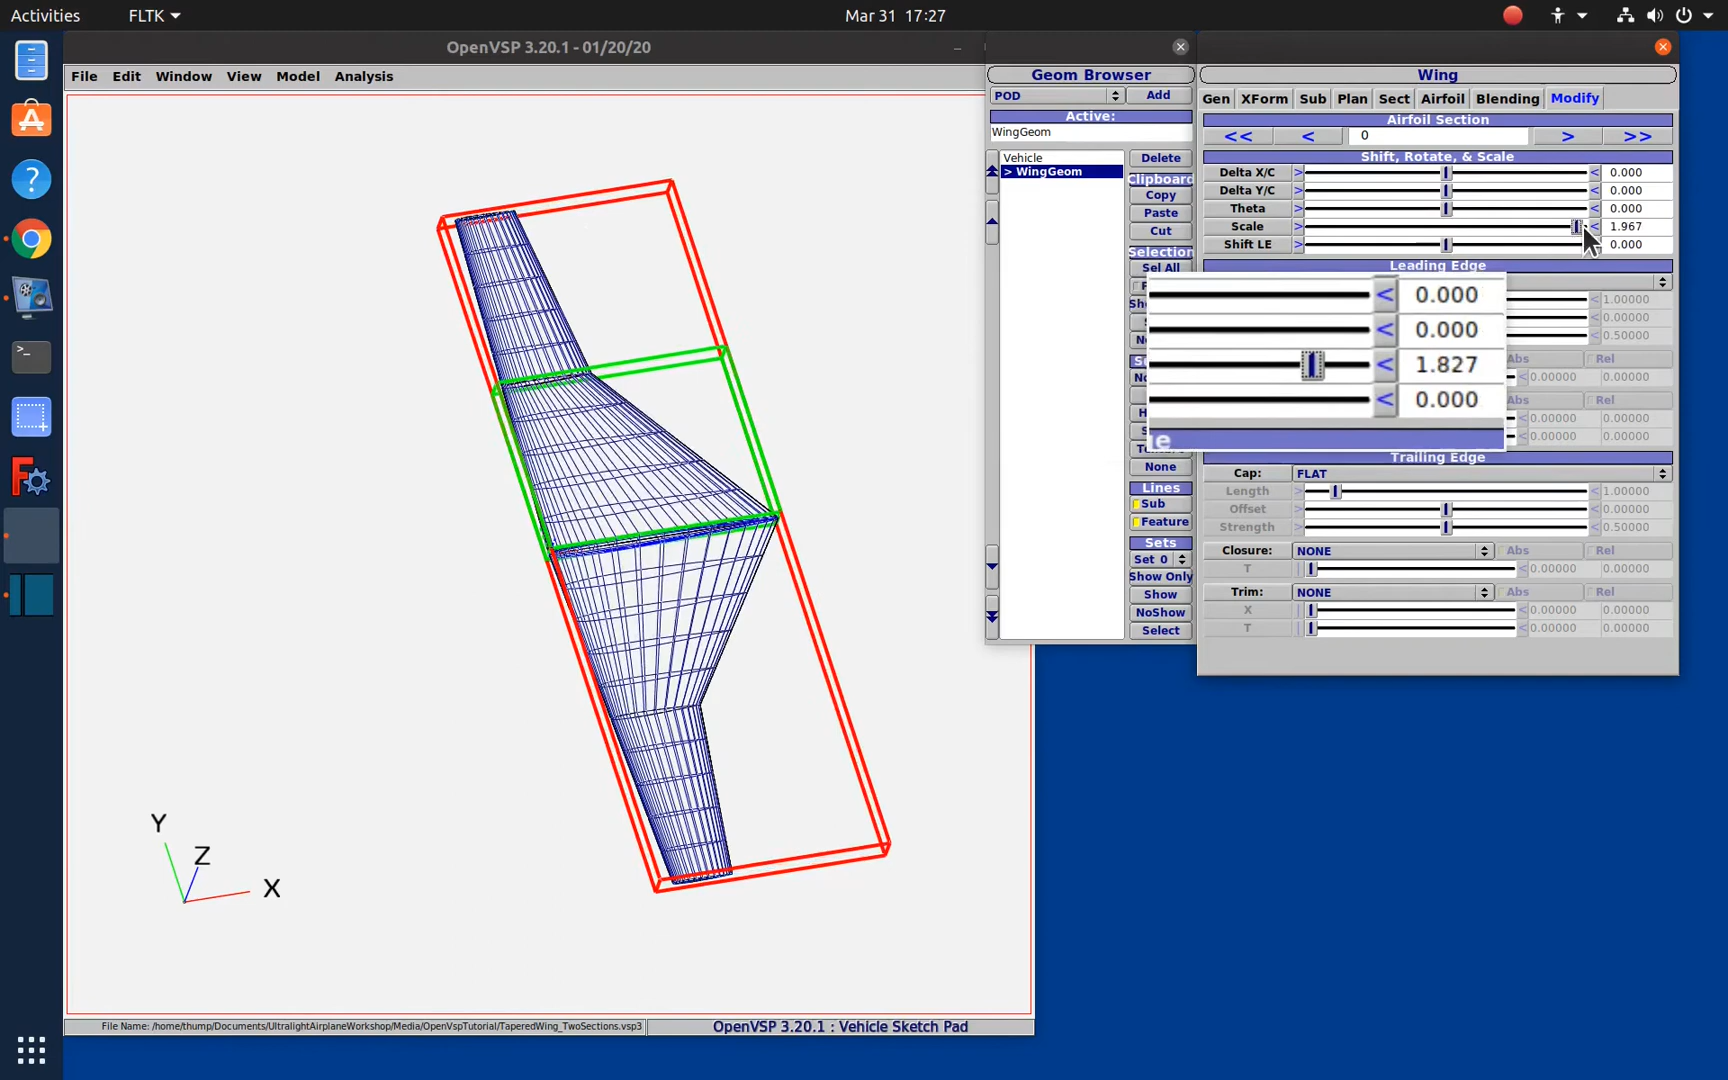 Activities
FLTK
Mar 31 17:27
OpenVSP 3.20.1 - 01/20/20
File Edit Window View Model Analysis
Y
Z
X
File Name: /home/thump/Documents/UltralightAirplaneWorkshop/Media/OpenVspTutorial/TaperedWing_TwoSections.vsp3
OpenVSP 3.20.1 : Vehicle Sketch Pad
Geom Browser
POD Add
Active:
WingGeom
Vehicle
> WingGeom
Delete
Clipboard
Copy
Paste
Cut
Selection
Sel All
None
Lines
Sub
Feature
Sets
Set 0
Show Only
Show
NoShow
Select
Wing
Gen XForm Sub Plan Sect Airfoil Blending Modify
Airfoil Section
<< < 0 > >>
Shift, Rotate, & Scale
Delta X/C > < 0.000
Delta Y/C > < 0.000
Theta > < 0.000
Scale > < 1.967
Shift LE > 0.000
Leading Edge
< 0.000
< 0.000
< 1.827
< 0.000
< 1.00000
< 0.00000
< 0.50000
Abs Rel
< 0.00000 0.00000
Abs Rel
< 0.00000 0.00000
< 0.00000 0.00000
Trailing Edge
Cap: FLAT
Length > < 1.00000
Offset > < 0.00000
Strength > < 0.50000
Closure: NONE Abs Rel
T < 0.00000 0.00000
Trim: NONE Abs Rel
X < 0.00000 0.00000
T < 0.00000 0.00000